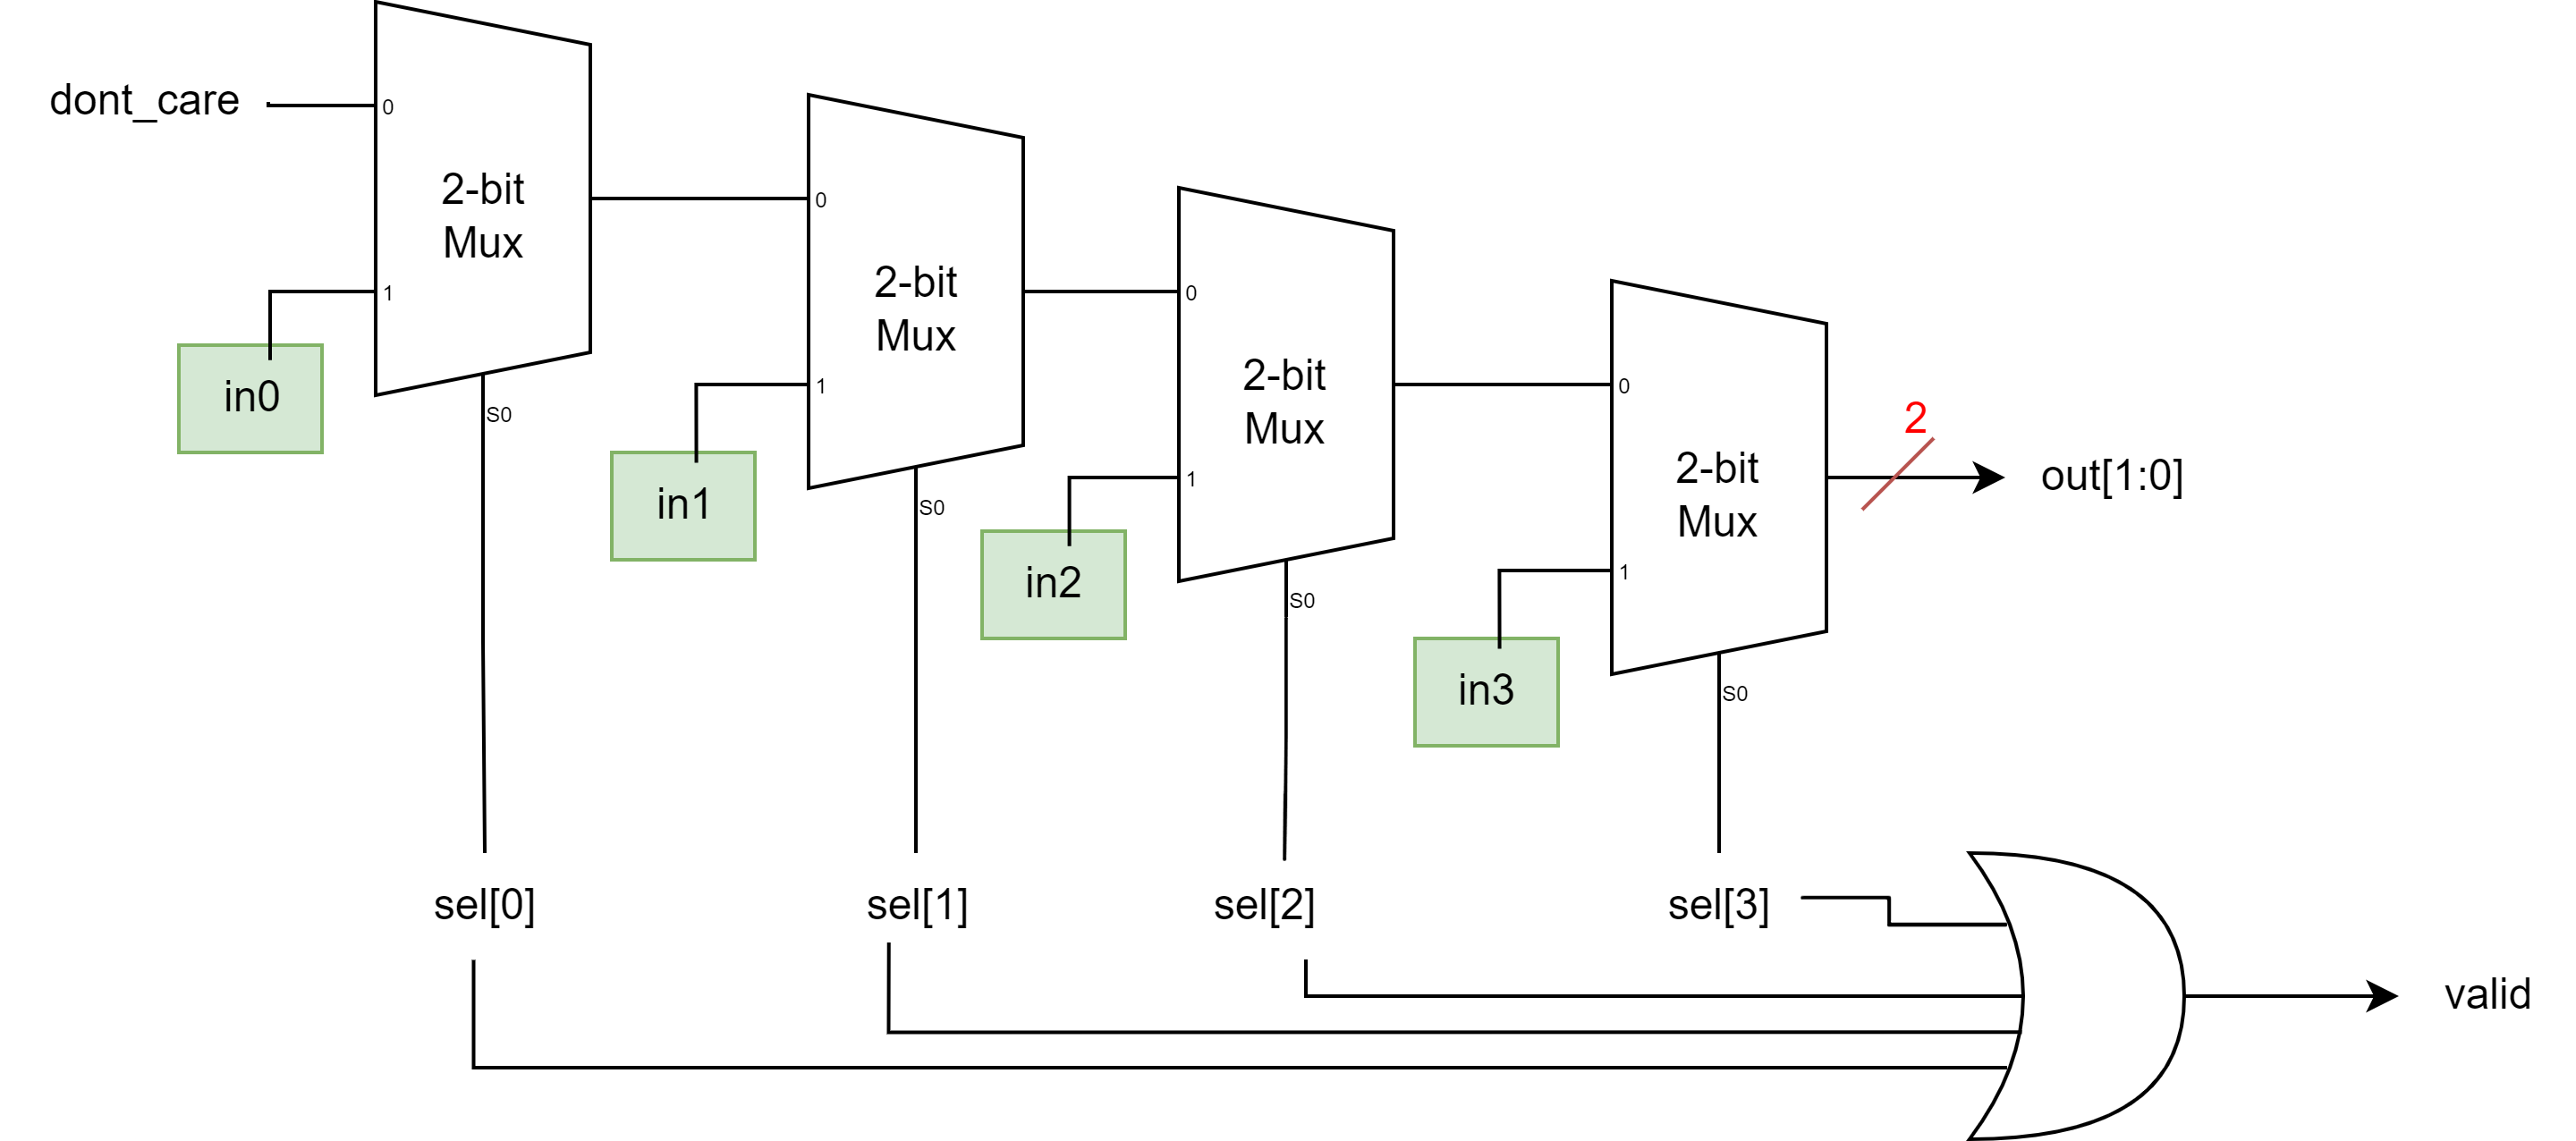 dont_care
0
2-bit
Mux
1
in0
S0
0
2-bit
Mux
1
in1
S0
0
2-bit
Mux
1
in2
S0
0
2-bit
Mux
1
in3
S0
2
out[1:0]
sel[0]
sel[1]
sel[2]
sel[3]
valid